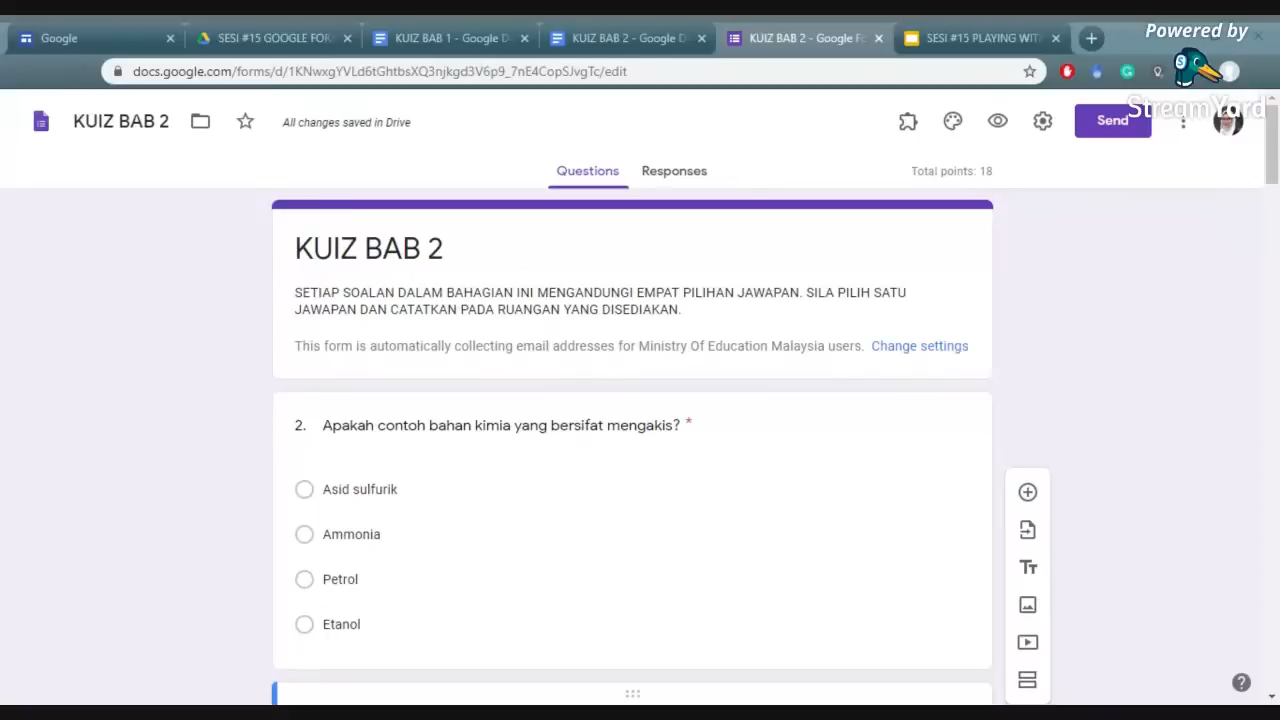 Powered by
StreamYard
Google
SESI #15 GOOGLE FOR
KUIZ BAB 1 - Google D
KUIZ BAB 2 - Google D
KUIZ BAB 2 - Google Fo
SESI #15 PLAYING WIT
docs.google.com/forms/d/1KNwxgYVLd6tGhtbsXQ3njkgd3V6p9_7nE4CopSJvgTc/edit
KUIZ BAB 2
All changes saved in Drive
Send
Questions
Responses
Total points: 18
KUIZ BAB 2
SETIAP SOALAN DALAM BAHAGIAN INI MENGANDUNGI EMPAT PILIHAN JAWAPAN. SILA PILIH SATU
JAWAPAN DAN CATATKAN PADA RUANGAN YANG DISEDIAKAN.
This form is automatically collecting email addresses for Ministry Of Education Malaysia users. Change settings
2. Apakah contoh bahan kimia yang bersifat mengakis? *
Asid sulfurik
Ammonia
Petrol
Etanol